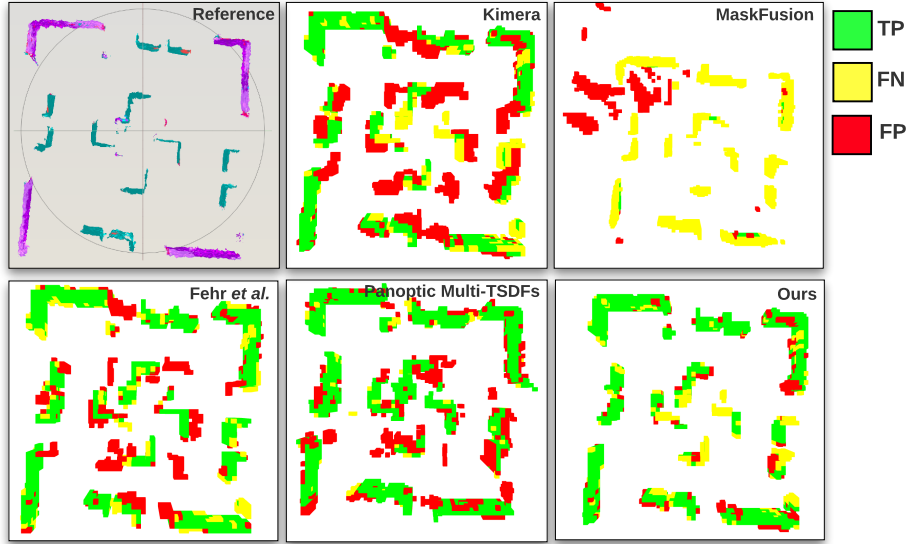 Reference
Kimera
MaskFusion
TP
FN
FP
Fehr et al.
Panoptic Multi-TSDFs
Ours